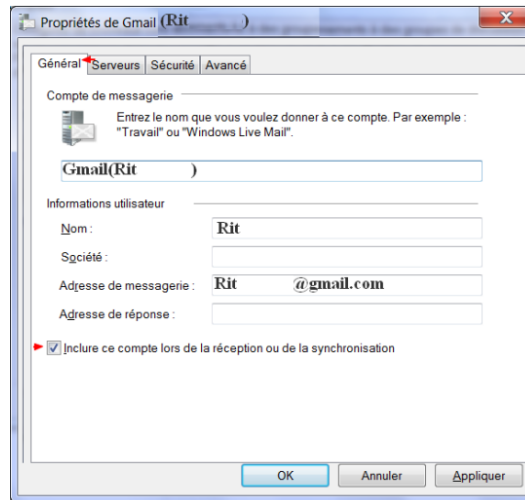 Propriétés de Gmail (Rit )
Général Serveurs Sécurité Avancé
Compte de messagerie
Entrez le nom que vous voulez donner à ce compte. Par exemple :
"Travail" ou "Windows Live Mail".
Gmail(Rit )
Informations utilisateur
Nom : Rit
Société :
Adresse de messagerie : Rit @gmail.com
Adresse de réponse :
Inclure ce compte lors de la réception ou de la synchronisation
OK Annuler Appliquer